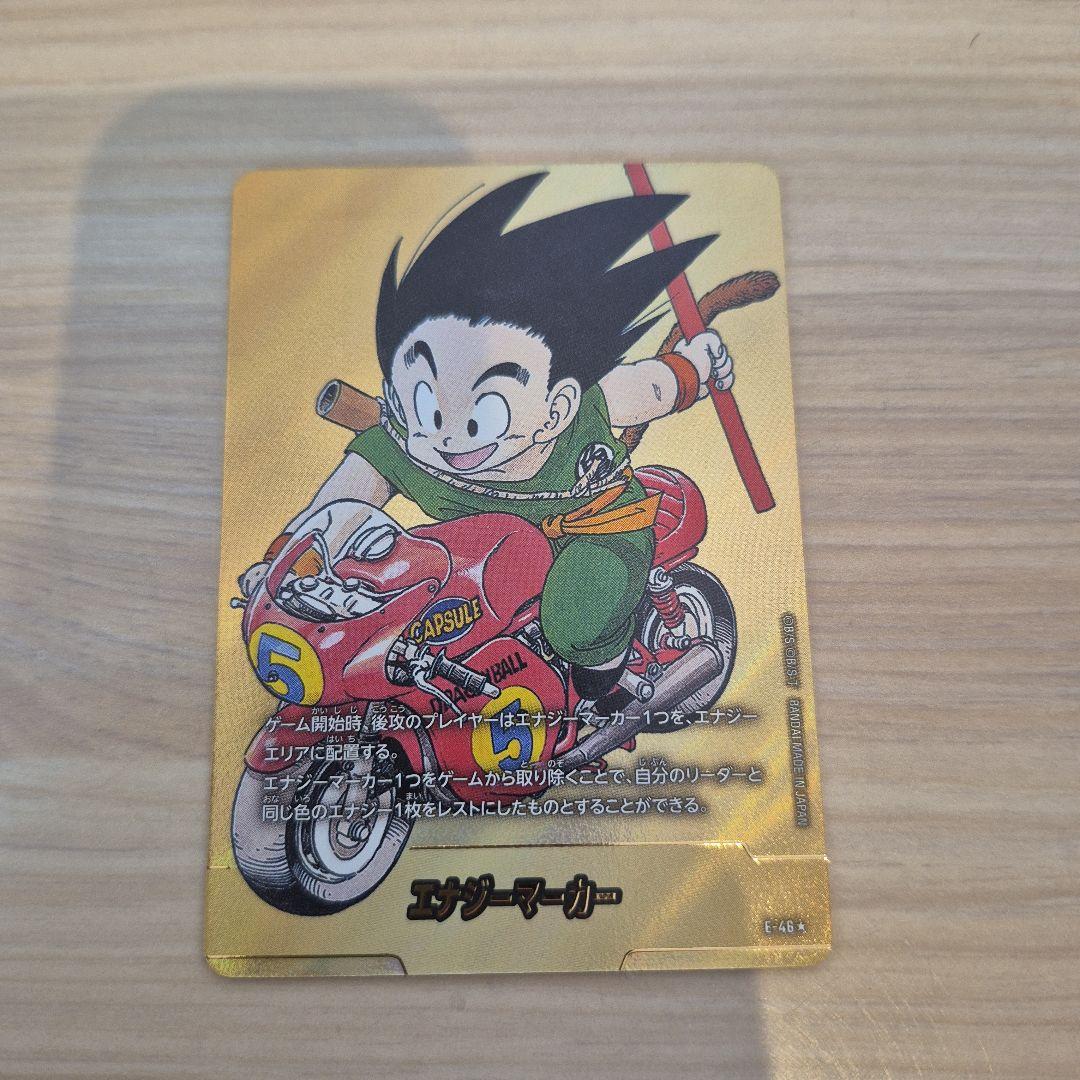 CAPSULE
5
DRAGON BALL
5
ゲーム開始時、後攻のプレイヤーはエナジーマーカー1つを、エナジー
エリアに配置する。
エナジーマーカー1つをゲームから取り除くことで、自分のリーダーと
同じ色のエナジー1枚をレストにしたものとすることができる。
エナジーマーカー
E-46★
©B/S ©B/S・T BANDAI MADE IN JAPAN